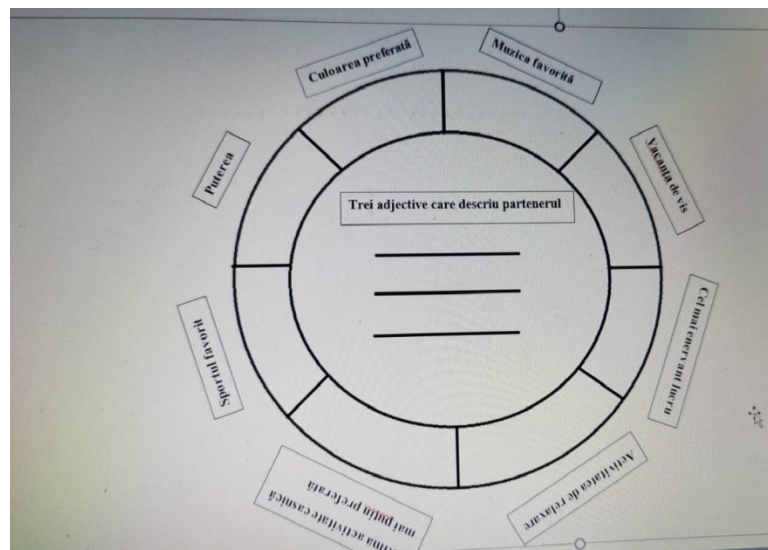 Culoarea preferată
Muzica favorită
Vacanța de vis
Cel mai enervant lucru
Activitatea de relaxare
activitate casnică
mai puțin preferată
Sportul favorit
Puterea
Trei adjective care descriu partenerul